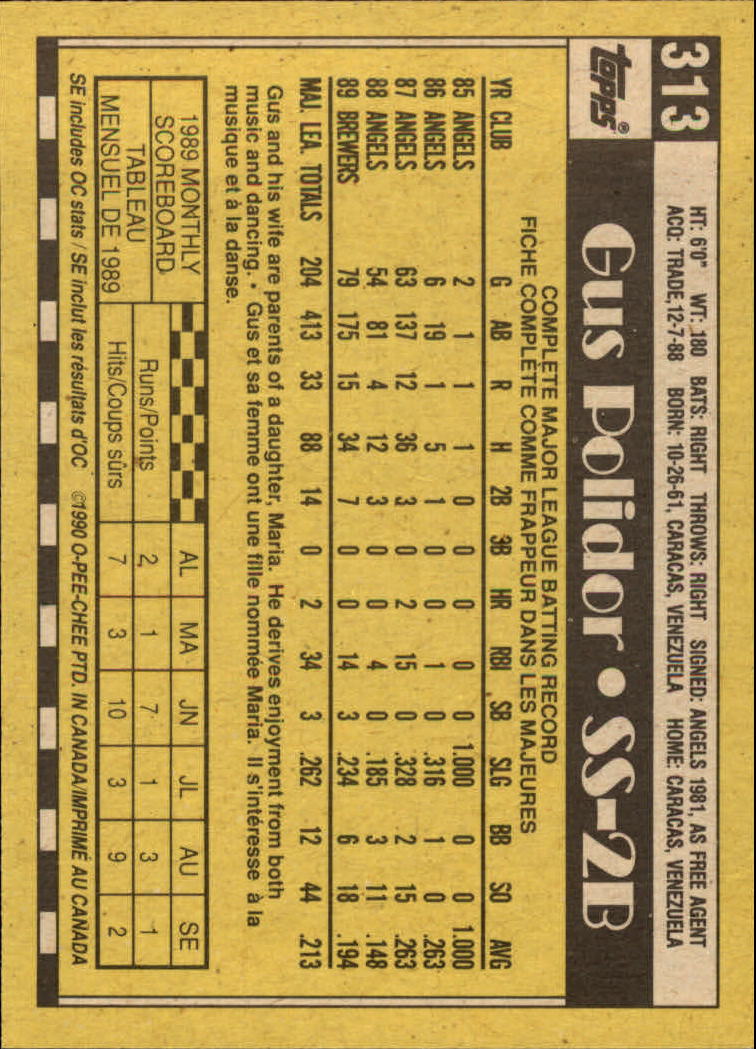 313
topps®
HT: 6'0" WT: 180 BATS: RIGHT THROWS: RIGHT SIGNED: ANGELS 1981, AS FREE AGENT
ACQ: TRADE, 12-7-88 BORN: 10-26-61, CARACAS, VENEZUELA HOME: CARACAS, VENEZUELA
Gus Polidor • SS-2B
COMPLETE MAJOR LEAGUE BATTING RECORD
FICHE COMPLÈTE COMME FRAPPEUR DANS LES MAJEURES
YR CLUB G AB R H 2B 3B HR RBI SB SLG BB SO AVG
85 ANGELS 2 1 1 1 0 0 0 0 0 1.000 0 0 1.000
86 ANGELS 6 19 1 5 1 0 0 1 0 .316 1 0 .263
87 ANGELS 63 137 12 36 3 0 2 15 0 .328 2 15 .263
88 ANGELS 54 81 4 12 3 0 0 4 0 .185 3 11 .148
89 BREWERS 79 175 15 34 7 0 0 14 3 .234 6 18 .194
MAJ. LEA. TOTALS 204 413 33 88 14 0 2 34 3 .262 12 44 .213
Gus and his wife are parents of a daughter, Maria. He derives enjoyment from both
music and dancing. • Gus et sa femme ont une fille nommée Maria. Il s'intéresse à la
musique et à la danse.
1989 MONTHLY
SCOREBOARD
TABLEAU
MENSUEL DE 1989
AL MA JN JL AU SE
Runs/Points 2 1 7 1 3 1
Hits/Coups sûrs 7 3 10 3 9 2
SE includes OC stats / SE inclut les résultats d'OC ©1990 O-PEE-CHEE PTD. IN CANADA/IMPRIMÉ AU CANADA